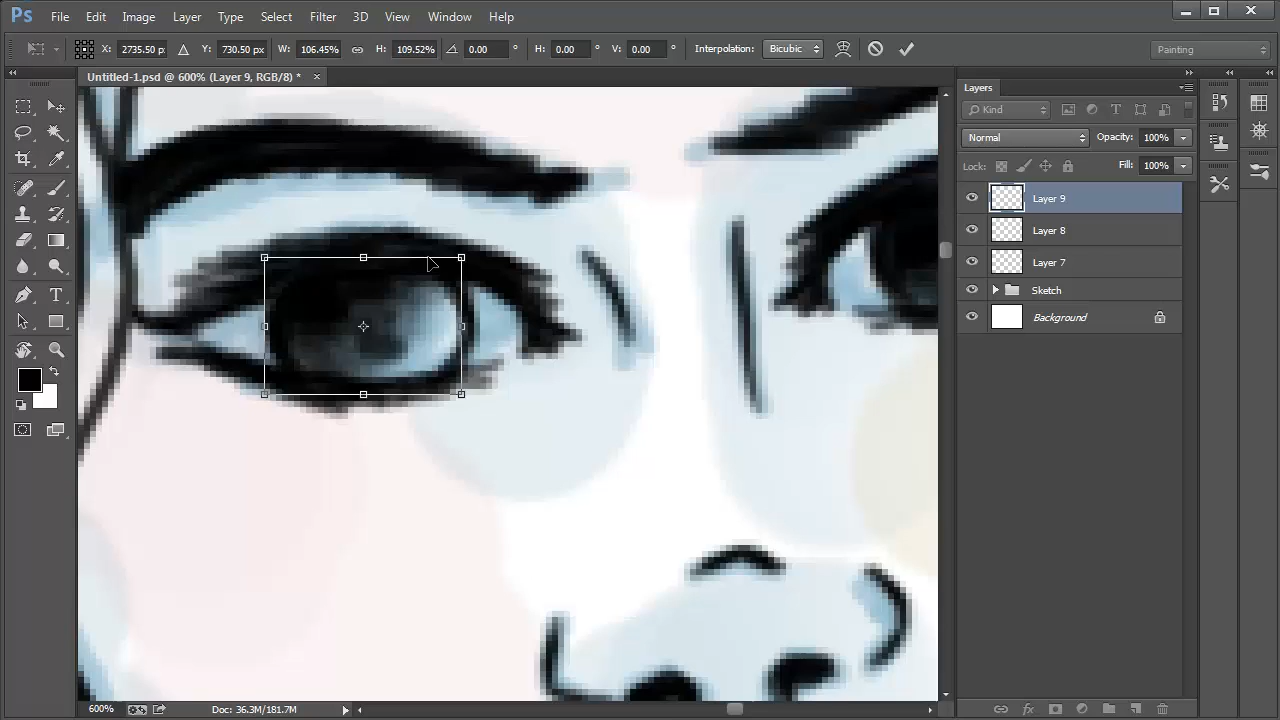 Ps File Edit Image Layer Type Select Filter 3D View Window Help
X: 2735.50 px Y: 730.50 px W: 106.45% H: 109.52% 0.00 ° H: 0.00 ° V: 0.00 ° Interpolation: Bicubic Painting
Untitled-1.psd @ 600% (Layer 9, RGB/8) * ×
Layers
Kind
Normal Opacity: 100%
Lock: Fill: 100%
Layer 9
Layer 8
Layer 7
Sketch
Background
600% Doc: 36.3M/181.7M